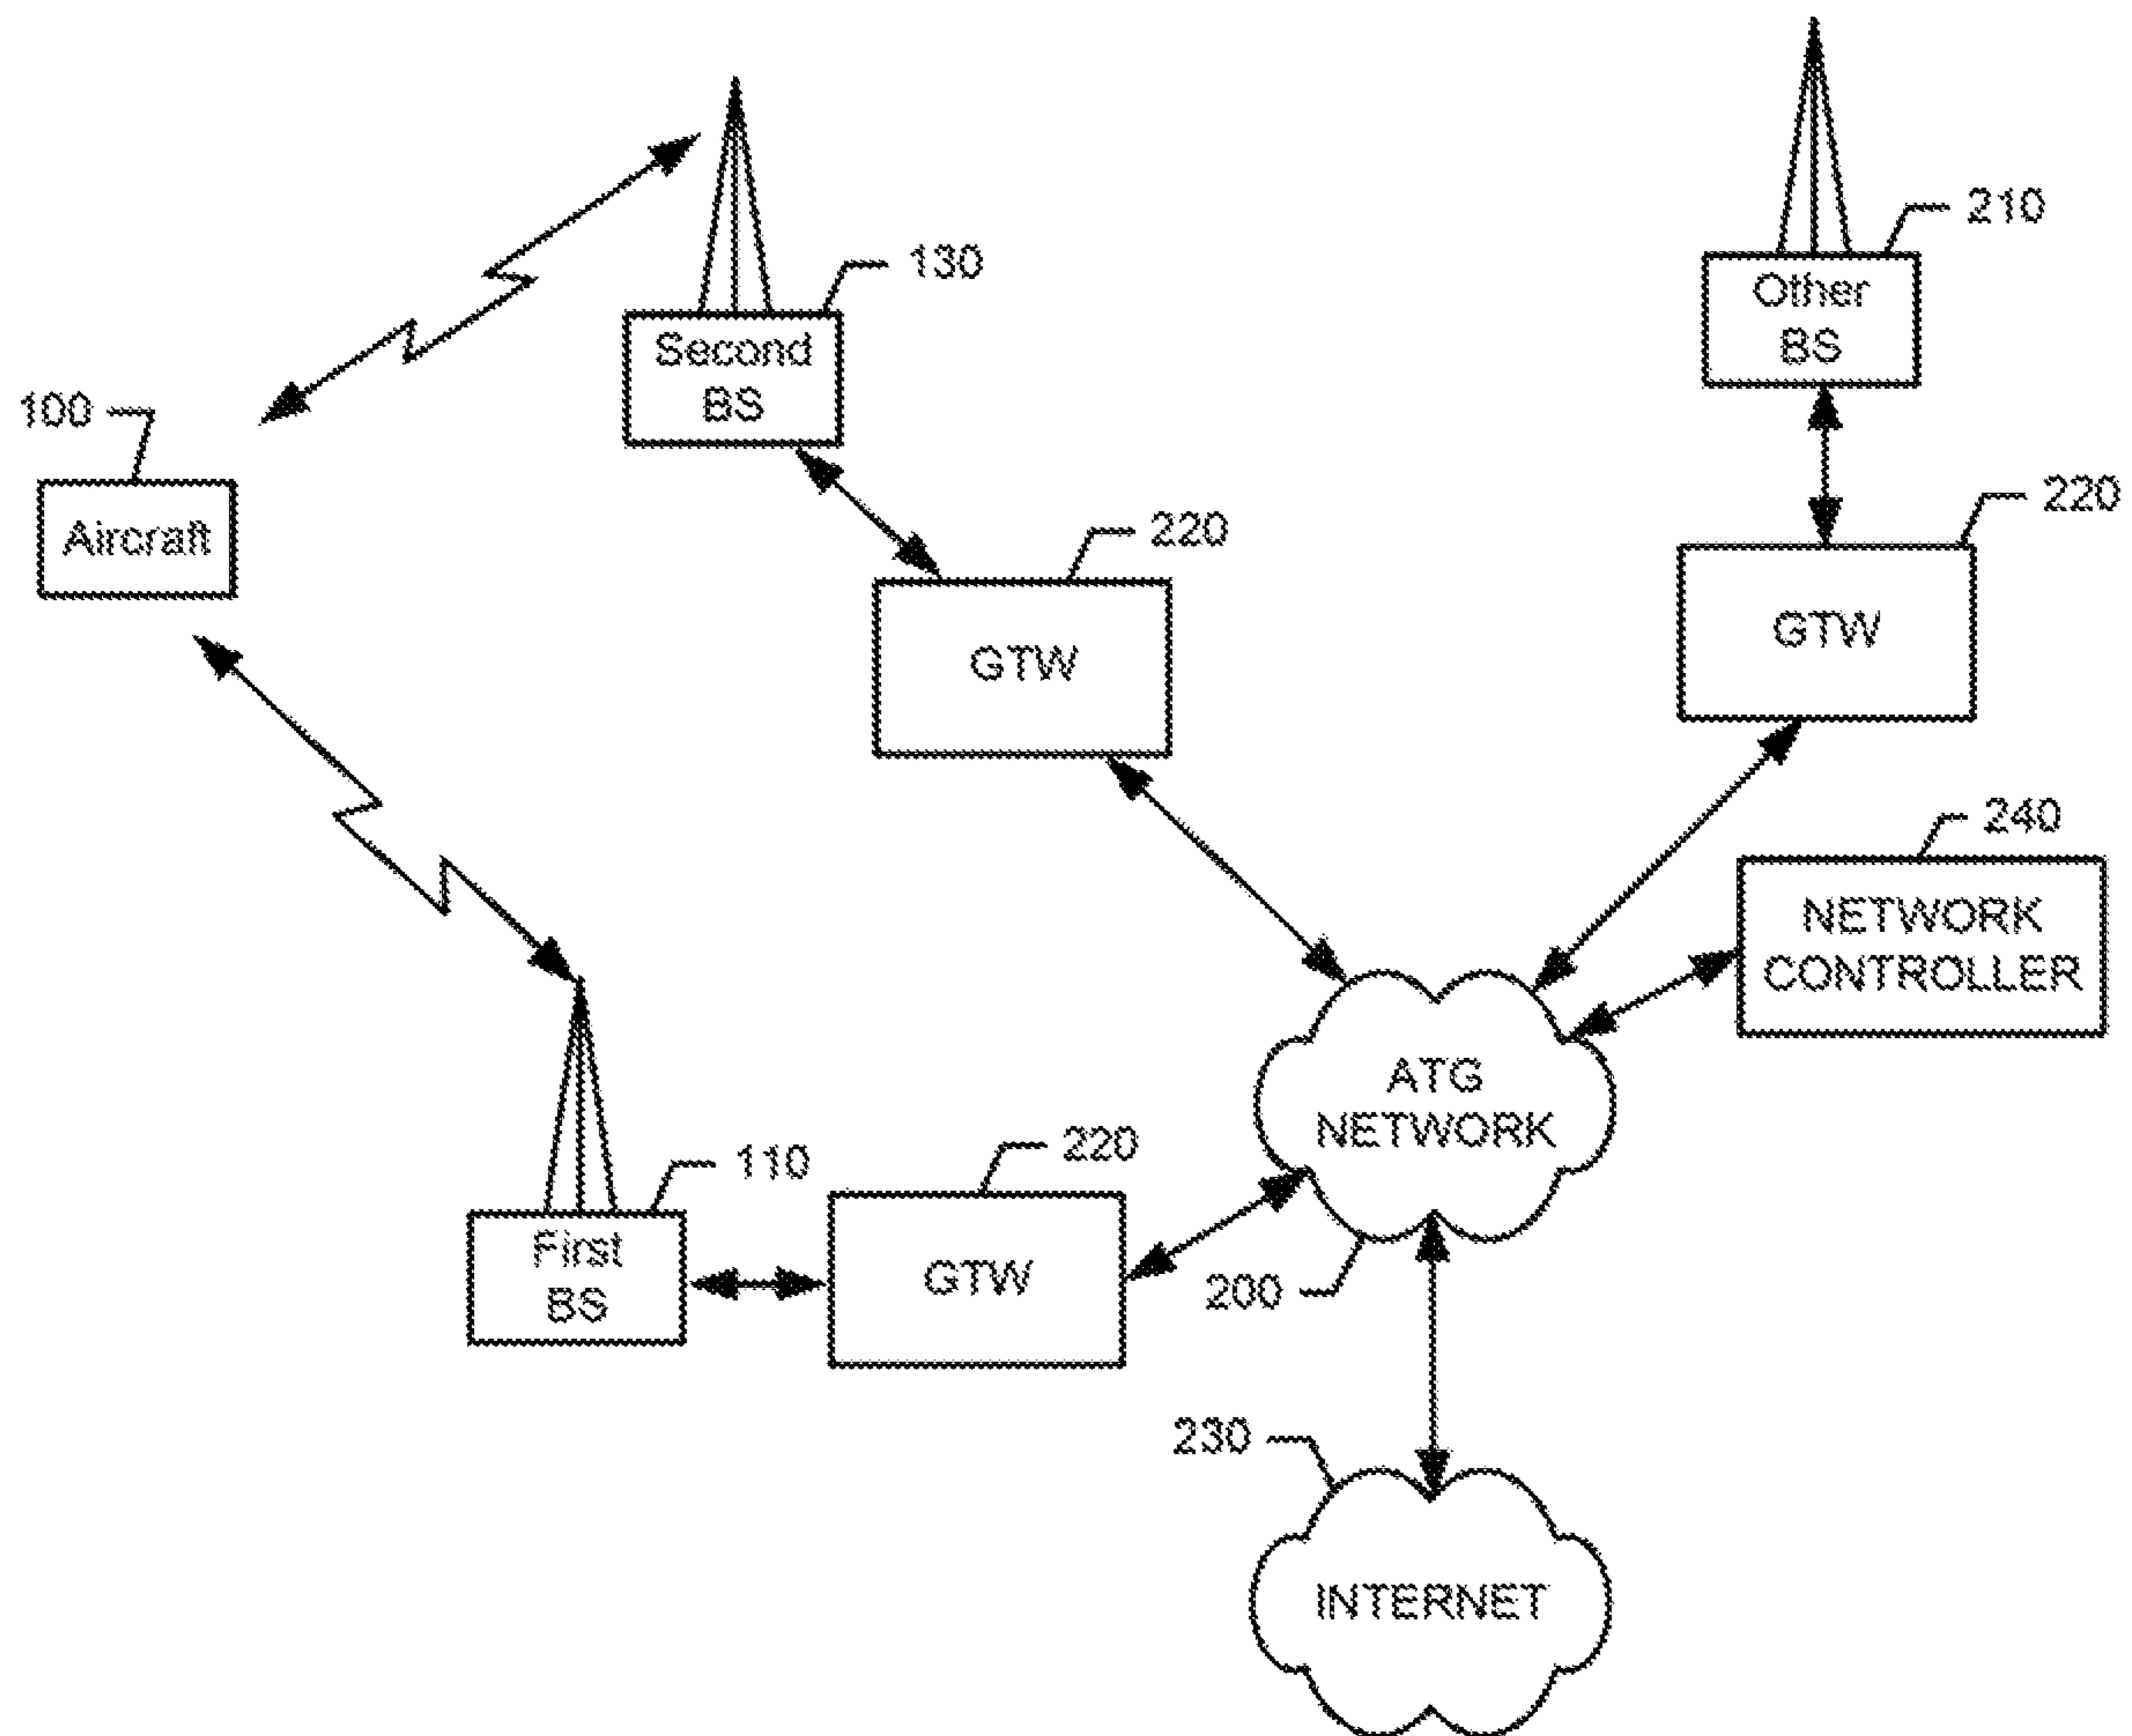 210
130
Other
BS
Second
BS
100
220
220
Aircraft
GTW
GTW
240
NETWORK
CONTROLLER
ATG
NETWORK
220
110
First
BS
GTW
200
230
INTERNET